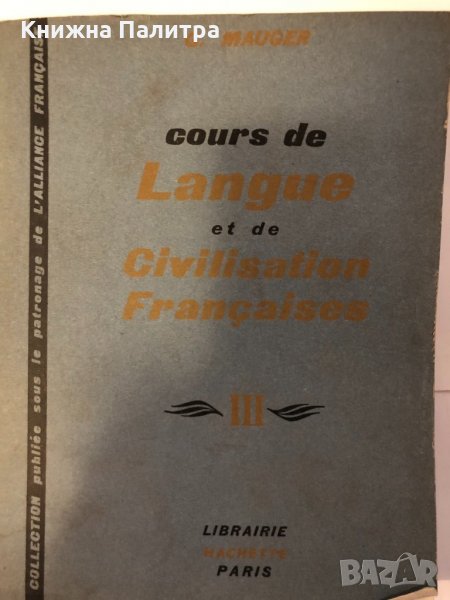 Книжна Палитра
G. MAUGER
cours de
Langue
et de
Civilisation
Françaises
III
LIBRAIRIE
HACHETTE
PARIS
COLLECTION publiée sous le patronage de L'ALLIANCE FRANÇAISE
BAZAR